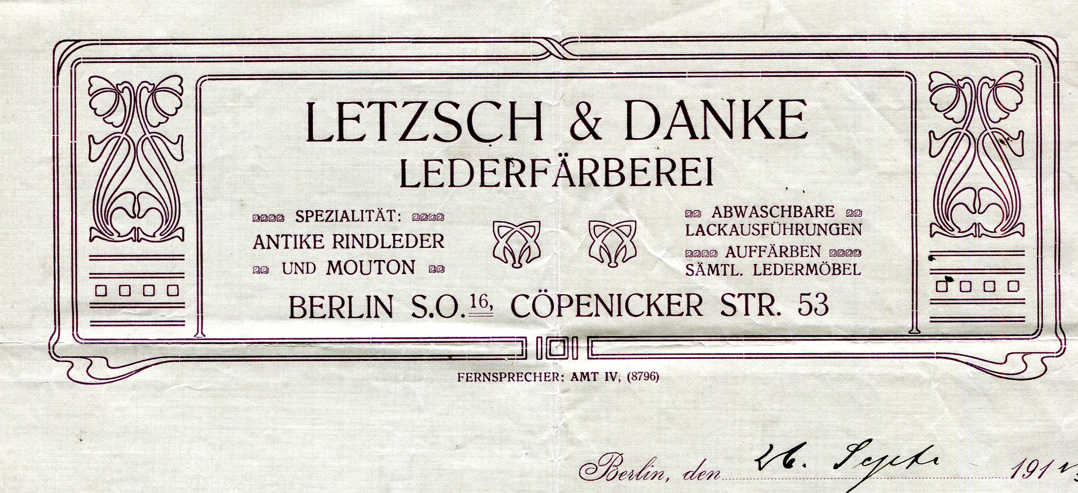 LETZSCH & DANKE
LEDERFÄRBEREI
SPEZIALITÄT:
ANTIKE RINDLEDER
UND MOUTON
ABWASCHBARE
LACKAUSFÜHRUNGEN
AUFFÄRBEN
SÄMTL. LEDERMÖBEL
BERLIN S.O. 16, CÖPENICKER STR. 53
FERNSPRECHER: AMT IV, (8796)
Berlin, den 26. Septr 191